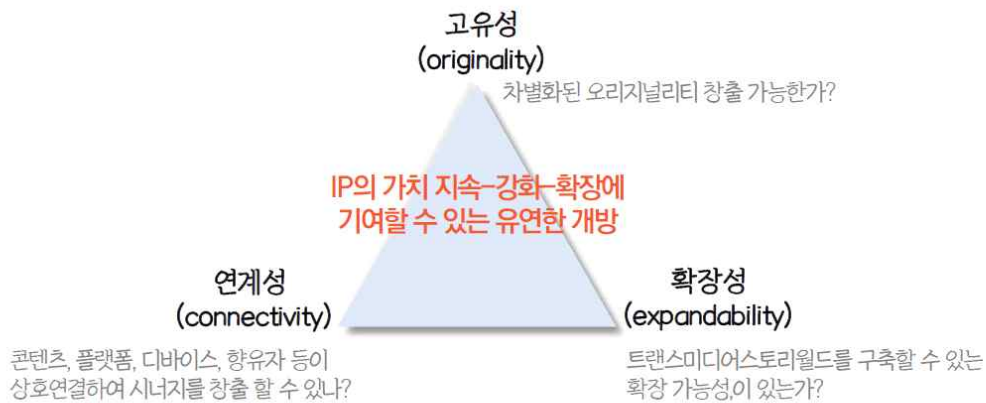 고유성
(originality)
차별화된 오리지널리티 창출 가능한가?
IP의 가치 지속-강화-확장에
기여할 수 있는 유연한 개방
연계성
(connectivity)
콘텐츠, 플랫폼, 디바이스, 향유자 등이
상호연결하여 시너지를 창출 할 수 있나?
확장성
(expandability)
트랜스미디어스토리월드를 구축할 수 있는
확장 가능성,이 있는가?